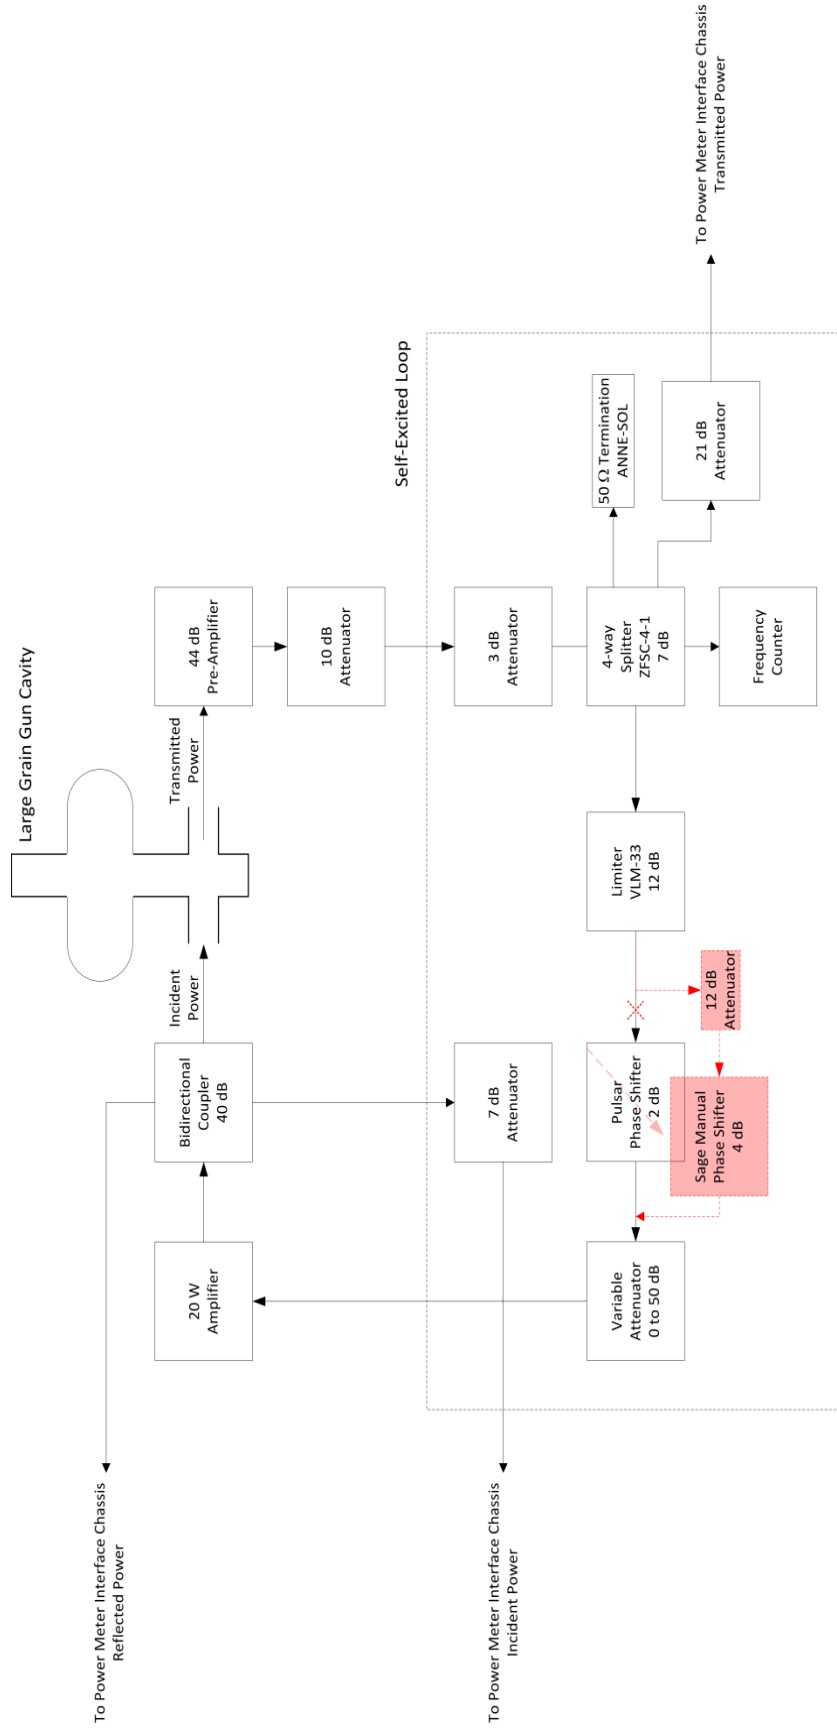 Large Grain Gun Cavity
To Power Meter Interface Chassis
Reflected Power
20 W
Amplifier
Bidirectional
Coupler
40 dB
Incident
Power
Transmitted
Power
44 dB
Pre-Amplifier
10 dB
Attenuator
Self-Excited Loop
To Power Meter Interface Chassis
Incident Power
7 dB
Attenuator
3 dB
Attenuator
Variable
Attenuator
0 to 50 dB
Pulsar
Phase Shifter
2 dB
Limiter
VLM-33
12 dB
4-way
Splitter
ZFSC-4-1
7 dB
50 Ω Termination
ANNE-SOL
21 dB
Attenuator
To Power Meter Interface Chassis
Transmitted Power
Sage Manual
Phase Shifter
4 dB
12 dB
Attenuator
Frequency
Counter